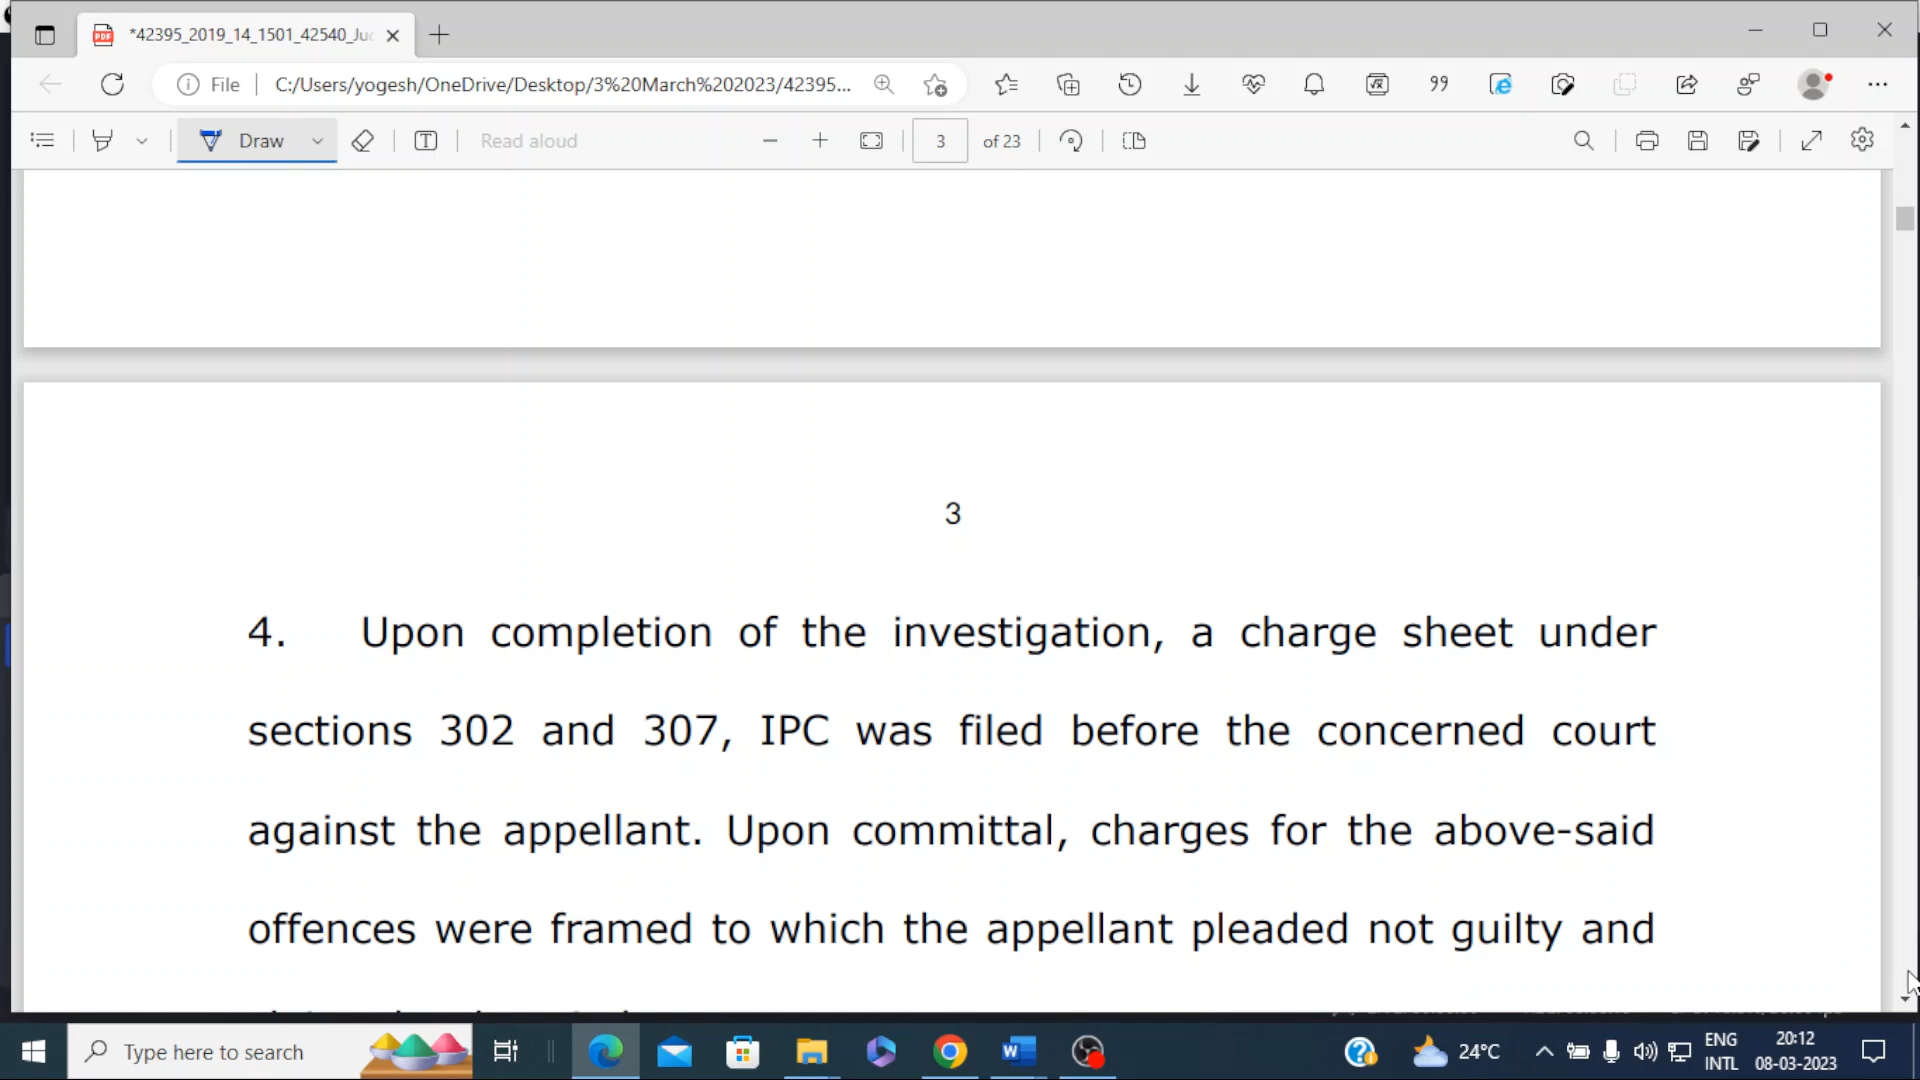 *42395_2019_14_1501_42540_Juc
File
C:/Users/yogesh/OneDrive/Desktop/3%20March%202023/42395...
Draw
Read aloud
3
of 23
3
4. Upon completion of the investigation, a charge sheet under
sections 302 and 307, IPC was filed before the concerned court
against the appellant. Upon committal, charges for the above-said
offences were framed to which the appellant pleaded not guilty and
Type here to search
24°C
ENG
INTL
20:12
08-03-2023